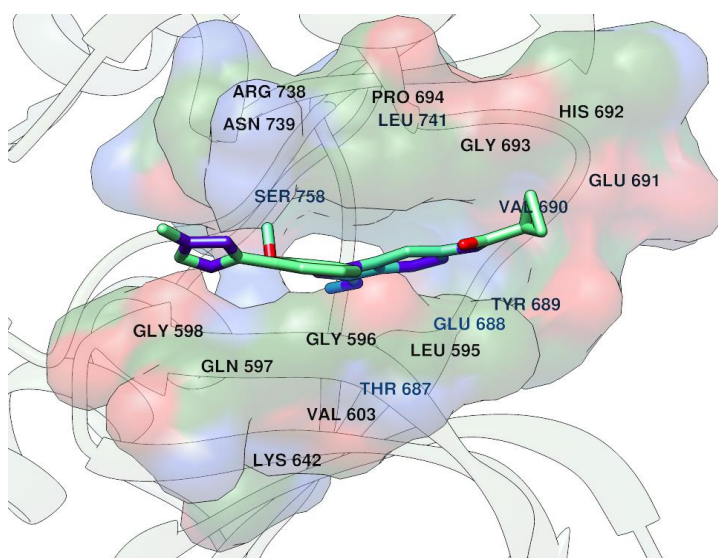 ARG 738
PRO 694
HIS 692
ASN 739
LEU 741
GLY 693
GLU 691
SER 758
VAL 690
TYR 689
GLY 598
GLY 596
GLU 688
LEU 595
GLN 597
THR 687
VAL 603
LYS 642